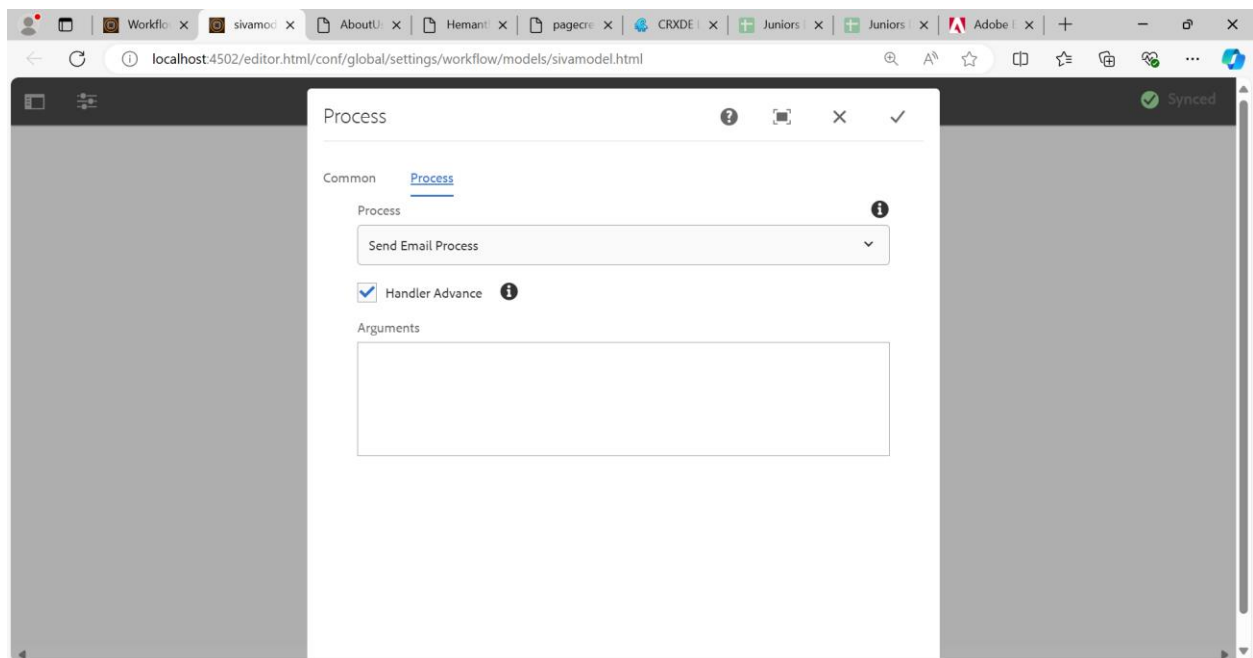 Workflo sivamod AboutU Hemant pagecre CRXDE Juniors Juniors Adobe
localhost:4502/editor.html/conf/global/settings/workflow/models/sivamodel.html
Synced
Process
Common Process
Process
Send Email Process
Handler Advance
Arguments